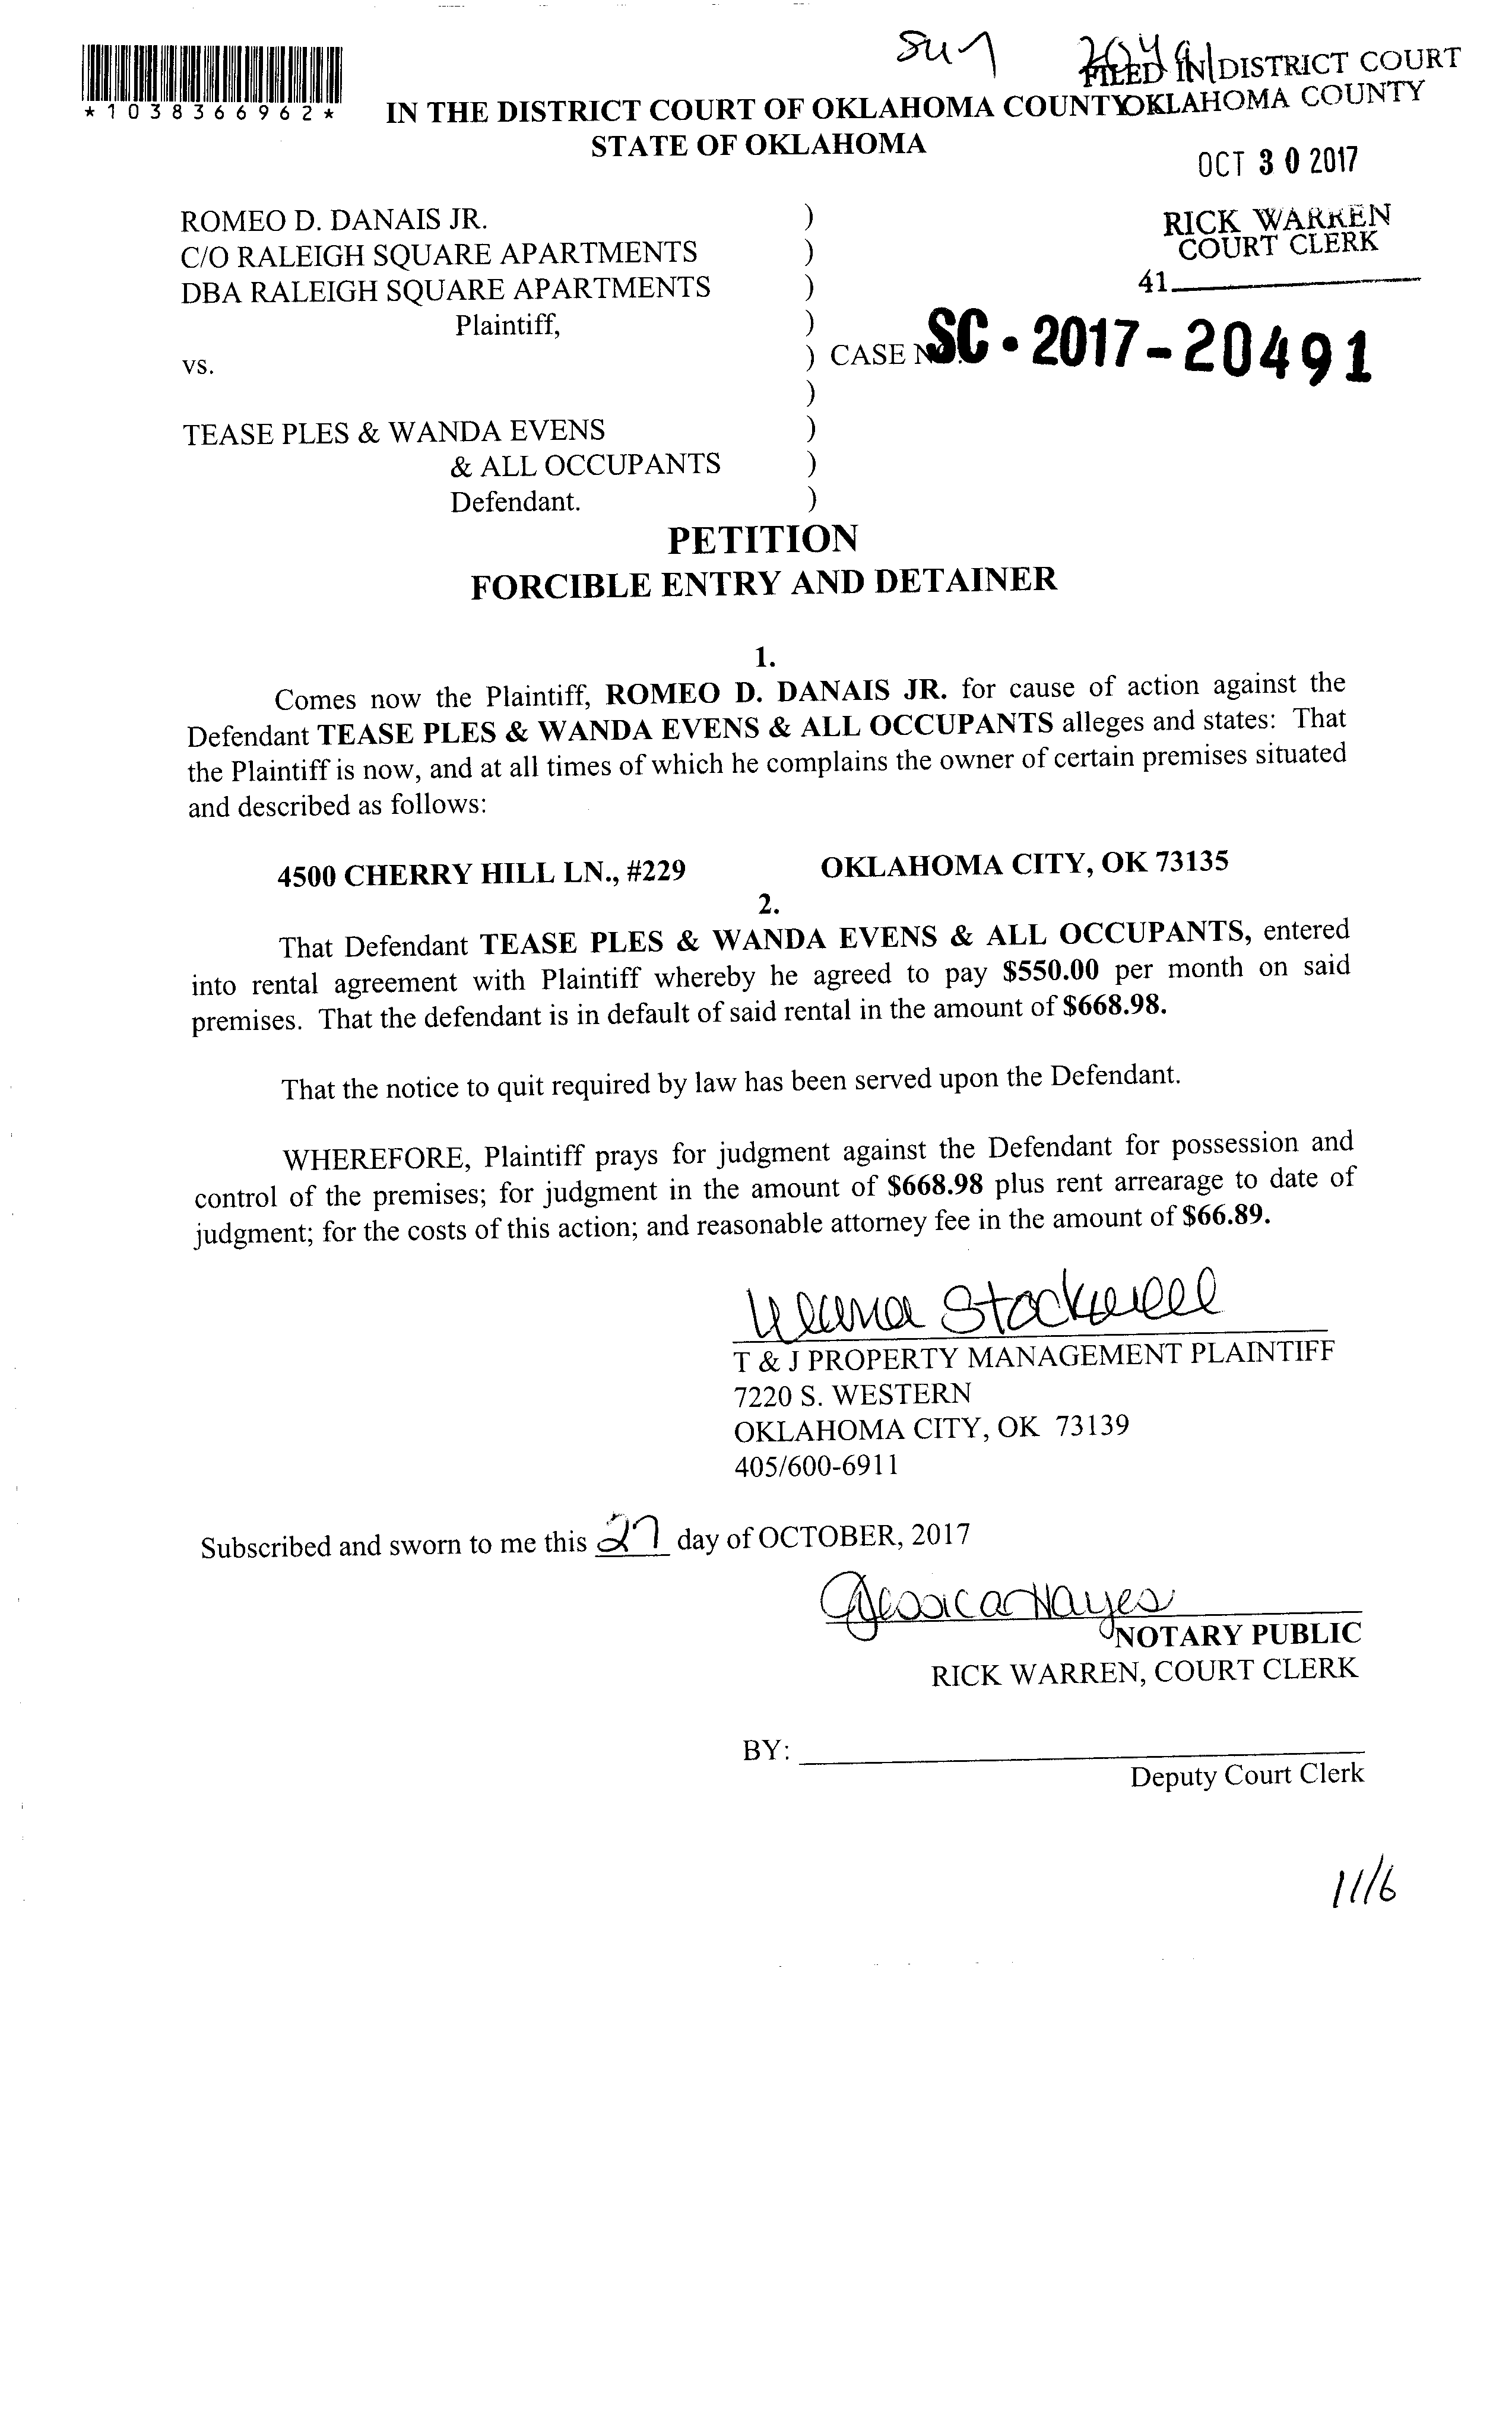 *1038366962*
FILED IN DISTRICT COURT
OKLAHOMA COUNTY
IN THE DISTRICT COURT OF OKLAHOMA COUNTY
STATE OF OKLAHOMA
OCT 30 2017
RICK WARREN
COURT CLERK
41
ROMEO D. DANAIS JR. )
C/O RALEIGH SQUARE APARTMENTS )
DBA RALEIGH SQUARE APARTMENTS )
Plaintiff, )
vs. ) CASE NO. SC-2017-20491
)
TEASE PLES & WANDA EVENS )
& ALL OCCUPANTS )
Defendant. )
PETITION
FORCIBLE ENTRY AND DETAINER
1.
Comes now the Plaintiff, ROMEO D. DANAIS JR. for cause of action against the
Defendant TEASE PLES & WANDA EVENS & ALL OCCUPANTS alleges and states: That
the Plaintiff is now, and at all times of which he complains the owner of certain premises situated
and described as follows:
4500 CHERRY HILL LN., #229 OKLAHOMA CITY, OK 73135
2.
That Defendant TEASE PLES & WANDA EVENS & ALL OCCUPANTS, entered
into rental agreement with Plaintiff whereby he agreed to pay $550.00 per month on said
premises. That the defendant is in default of said rental in the amount of $668.98.
That the notice to quit required by law has been served upon the Defendant.
WHEREFORE, Plaintiff prays for judgment against the Defendant for possession and
control of the premises; for judgment in the amount of $668.98 plus rent arrearage to date of
judgment; for the costs of this action; and reasonable attorney fee in the amount of $66.89.
Stockwell
T & J PROPERTY MANAGEMENT PLAINTIFF
7220 S. WESTERN
OKLAHOMA CITY, OK 73139
405/600-6911
Subscribed and sworn to me this 27 day of OCTOBER, 2017
Jessica Hayes
NOTARY PUBLIC
RICK WARREN, COURT CLERK
BY:
Deputy Court Clerk
11/6